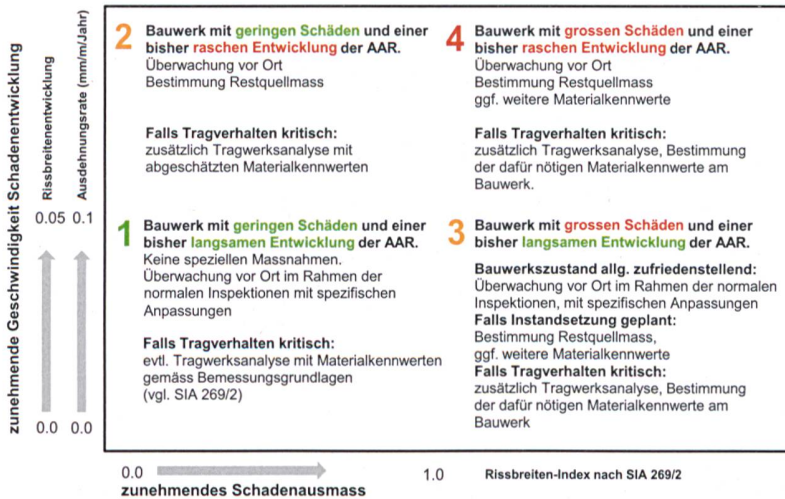 zunehmende Geschwindigkeit Schadenentwicklung
Rissbreitenentwicklung
Ausdehnungsrate (mm/m/Jahr)
0.05 0.1
0.0 0.0
2
Bauwerk mit geringen Schäden und einer
bisher raschen Entwicklung der AAR.
Überwachung vor Ort
Bestimmung Restquellmass
Falls Tragverhalten kritisch:
zusätzlich Tragwerksanalyse mit
abgeschätzten Materialkennwerten
4
Bauwerk mit grossen Schäden und einer
bisher raschen Entwicklung der AAR.
Überwachung vor Ort
Bestimmung Restquellmass
ggf. weitere Materialkennwerte
Falls Tragverhalten kritisch:
zusätzlich Tragwerksanalyse, Bestimmung
der dafür nötigen Materialkennwerte am
Bauwerk.
1
Bauwerk mit geringen Schäden und einer
bisher langsamen Entwicklung der AAR.
Keine speziellen Massnahmen.
Überwachung vor Ort im Rahmen der
normalen Inspektionen mit spezifischen
Anpassungen
Falls Tragverhalten kritisch:
evtl. Tragwerksanalyse mit Materialkennwerten
gemäss Bemessungsgrundlagen
(vgl. SIA 269/2)
3
Bauwerk mit grossen Schäden und einer
bisher langsamen Entwicklung der AAR.
Bauwerkszustand allg. zufriedenstellend:
Überwachung vor Ort im Rahmen der normalen
Inspektionen, mit spezifischen Anpassungen
Falls Instandsetzung geplant:
Bestimmung Restquellmass,
ggf. weitere Materialkennwerte
Falls Tragverhalten kritisch:
zusätzlich Tragwerksanalyse, Bestimmung
der dafür nötigen Materialkennwerte am
Bauwerk
0.0 1.0 Rissbreiten-Index nach SIA 269/2
zunehmendes Schadenausmass